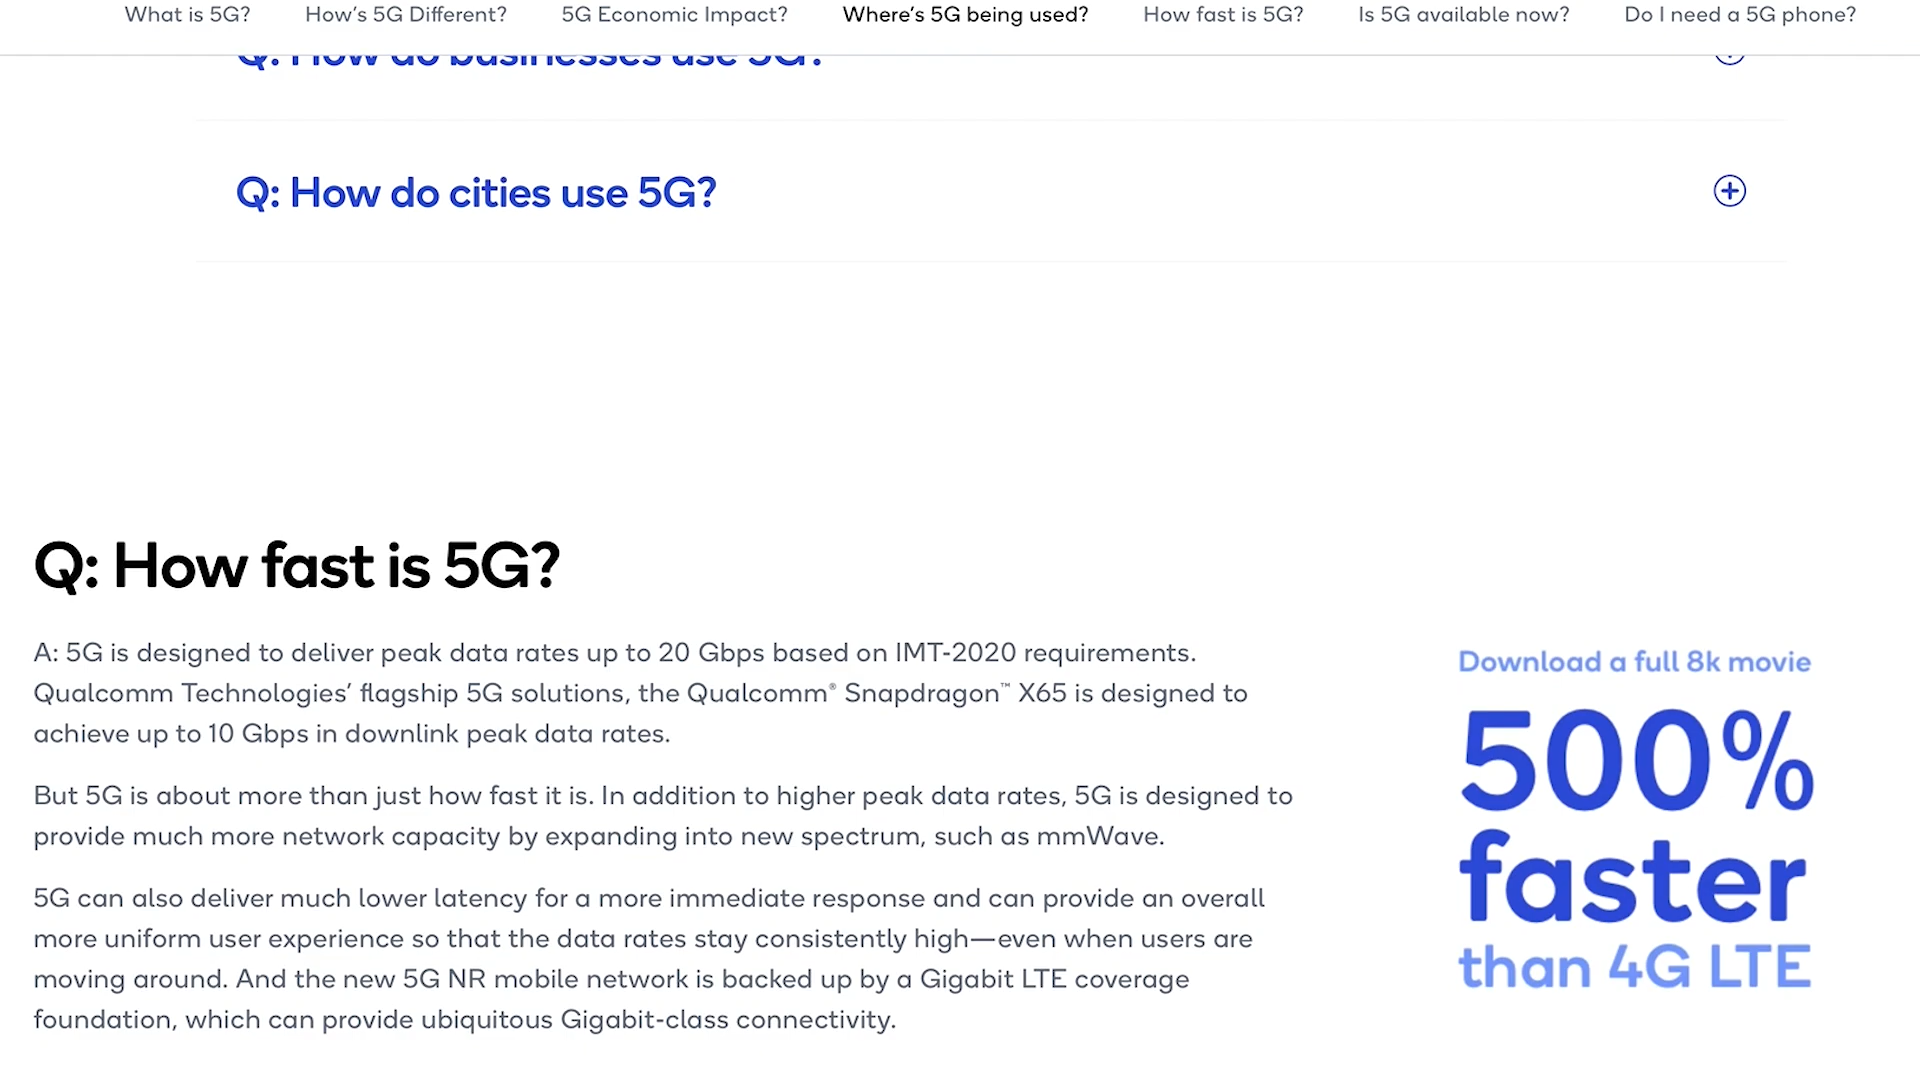 What is 5G? How's 5G Different? 5G Economic Impact? Where's 5G being used? How fast is 5G? Is 5G available now? Do I need a 5G phone?
Q: How do businesses use 5G?
Q: How do cities use 5G?
Q: How fast is 5G?
A: 5G is designed to deliver peak data rates up to 20 Gbps based on IMT-2020 requirements.
Qualcomm Technologies' flagship 5G solutions, the Qualcomm® Snapdragon™ X65 is designed to
achieve up to 10 Gbps in downlink peak data rates.
But 5G is about more than just how fast it is. In addition to higher peak data rates, 5G is designed to
provide much more network capacity by expanding into new spectrum, such as mmWave.
5G can also deliver much lower latency for a more immediate response and can provide an overall
more uniform user experience so that the data rates stay consistently high—even when users are
moving around. And the new 5G NR mobile network is backed up by a Gigabit LTE coverage
foundation, which can provide ubiquitous Gigabit-class connectivity.
Download a full 8k movie
500%
faster
than 4G LTE